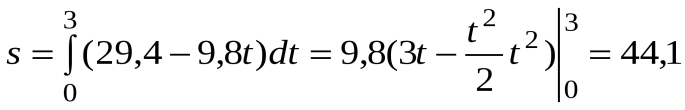 s = ∫₀³ (29,4 − 9,8t)dt = 9,8(3t − t²/2 t²)|₀³ = 44,1